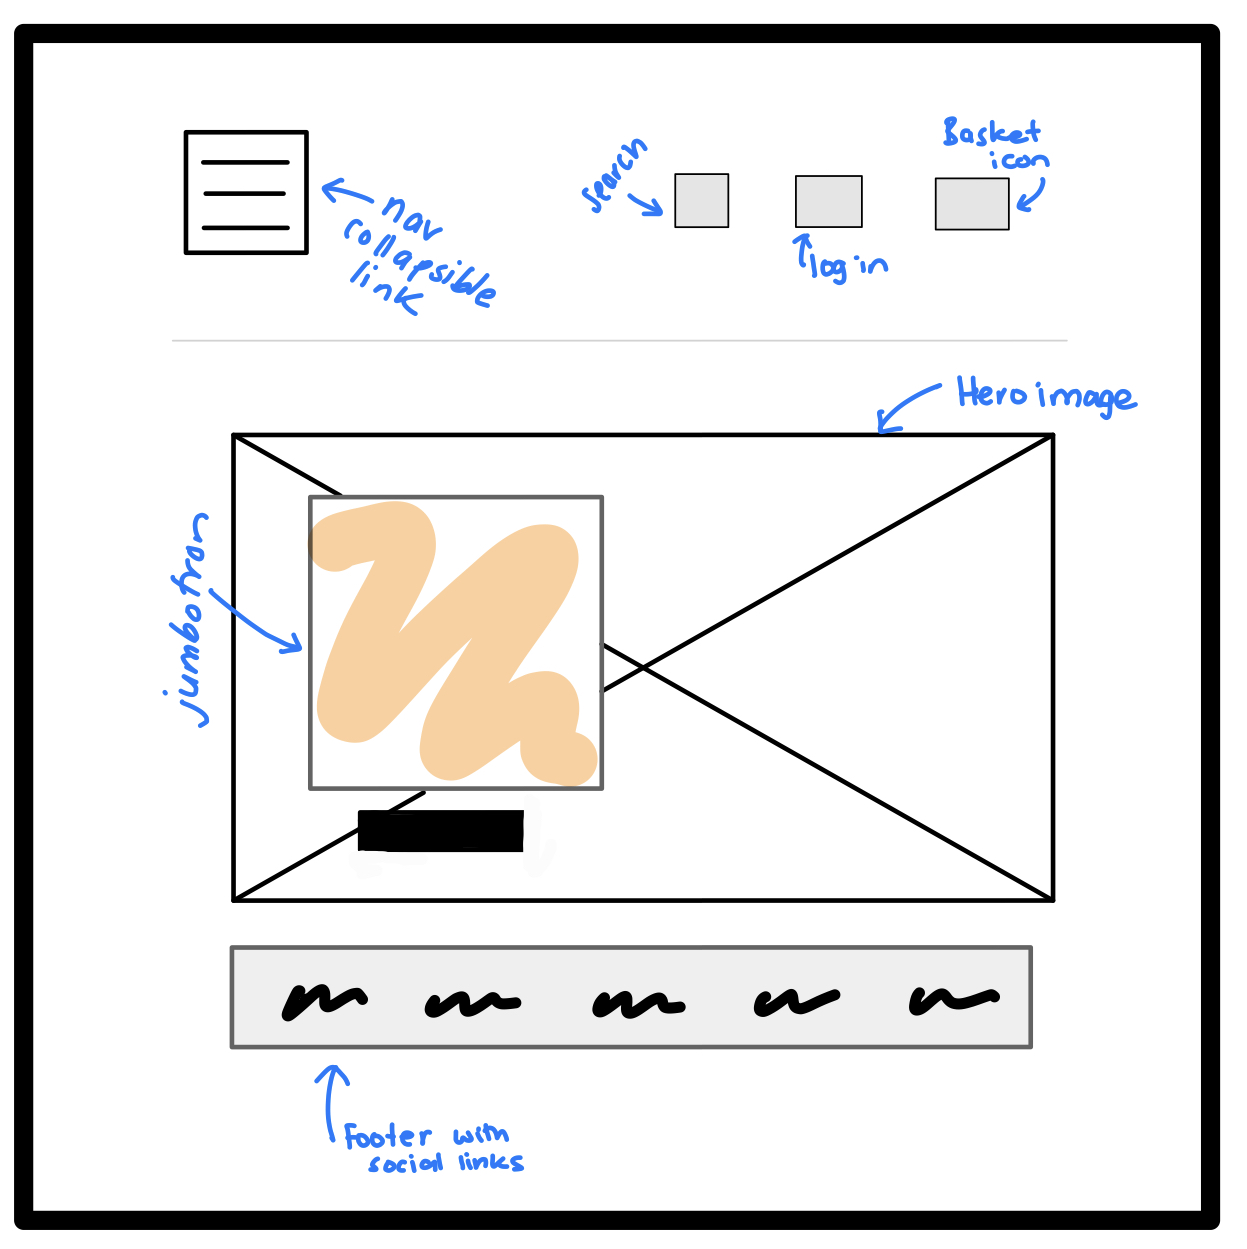 Basket
icon
search
nav
collapsible
link
log in
Hero image
jumbotron
Footer with
social links